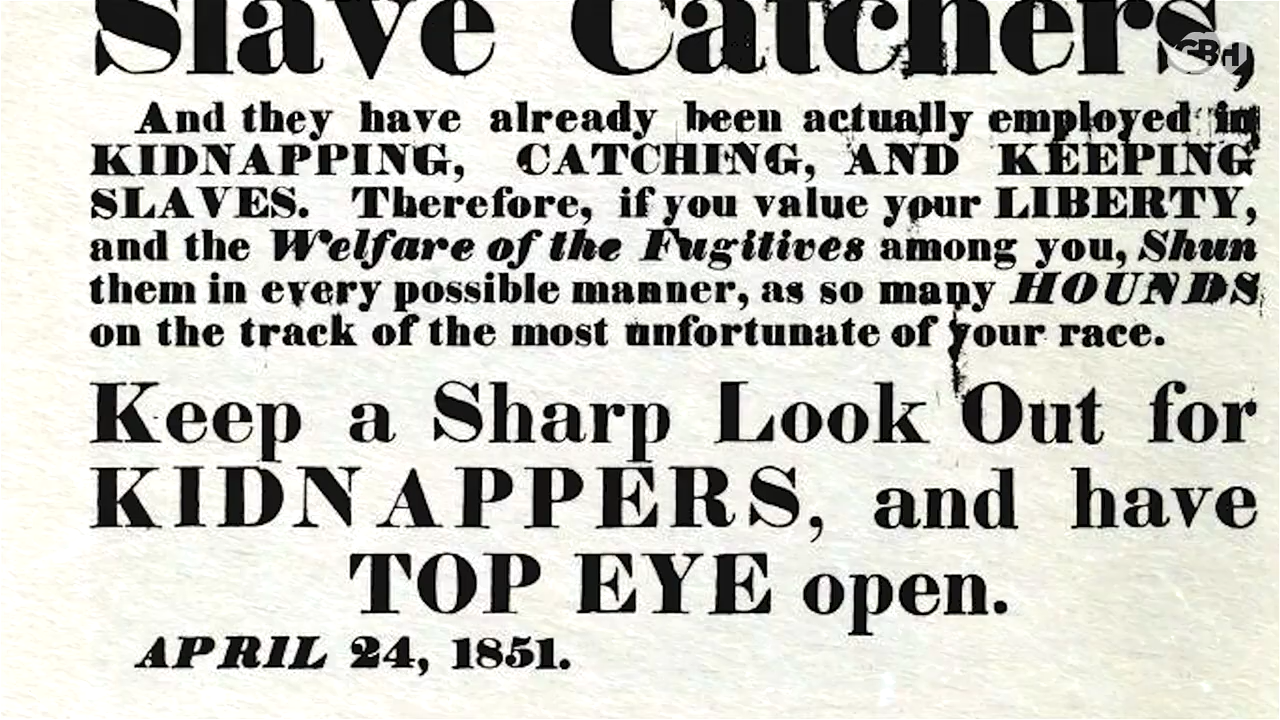 Slave Catchers,
GBH
And they have already been actually employed in
KIDNAPPING, CATCHING, AND KEEPING
SLAVES. Therefore, if you value your LIBERTY,
and the Welfare of the Fugitives among you, Shun
them in every possible manner, as so many HOUNDS
on the track of the most unfortunate of your race.
Keep a Sharp Look Out for
KIDNAPPERS, and have
TOP EYE open.
APRIL 24, 1851.